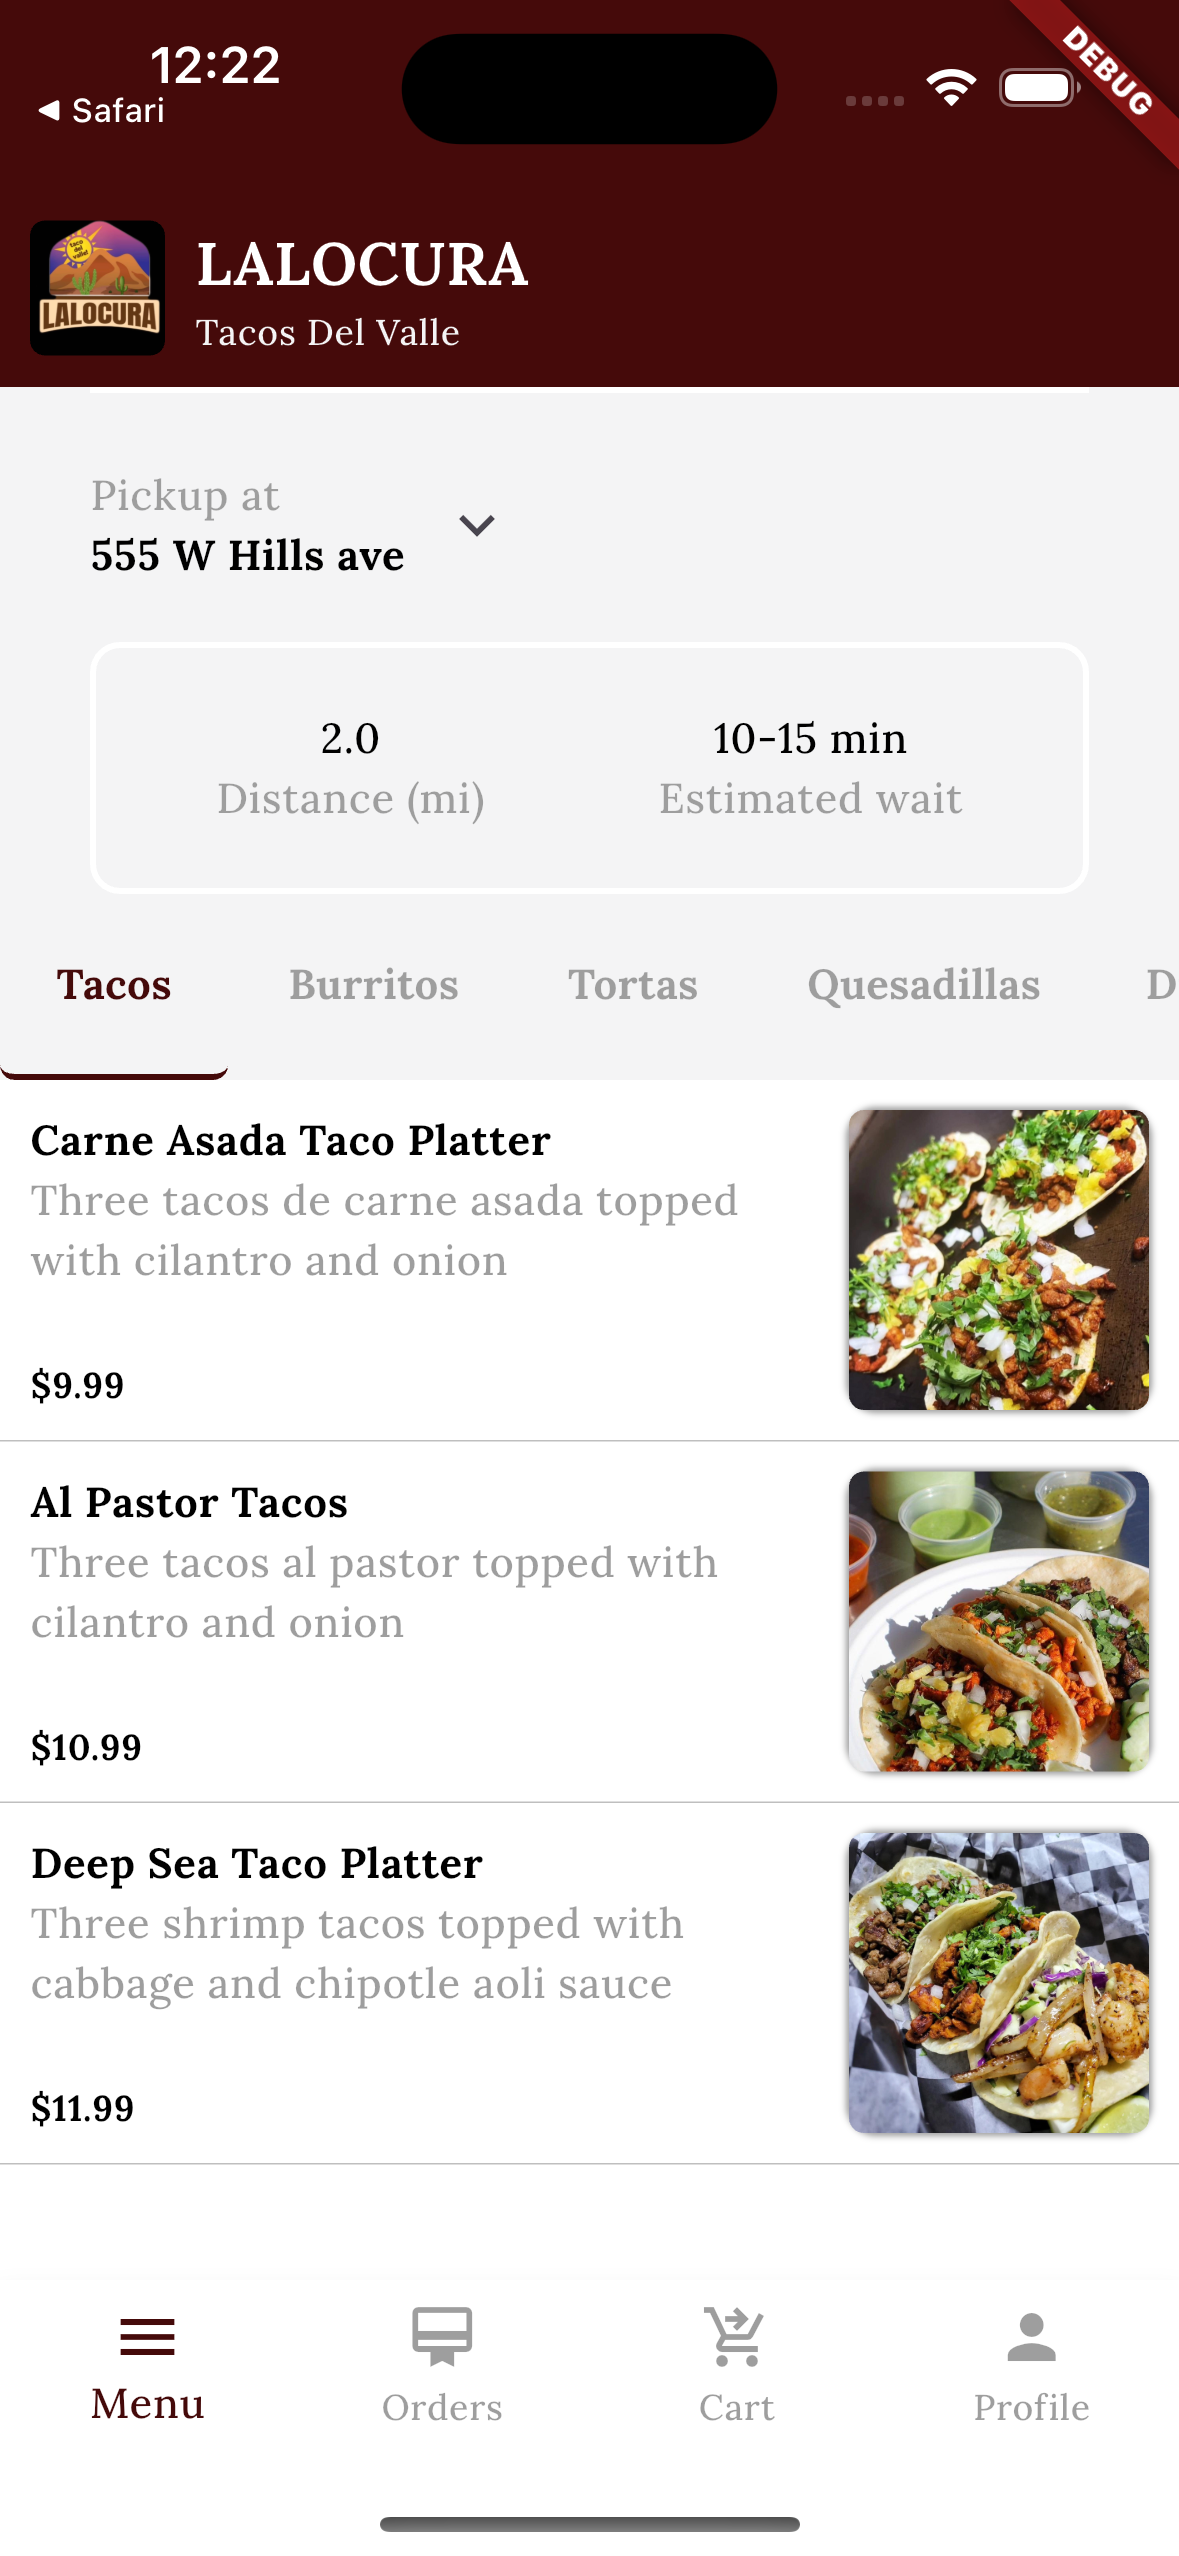 12:22
DEBUG
◀ Safari
taco
del
valle!
LALOCURA
LALOCURA
Tacos Del Valle
Pickup at
555 W Hills ave
2.0 10-15 min
Distance (mi) Estimated wait
Tacos Burritos Tortas Quesadillas D
Carne Asada Taco Platter
Three tacos de carne asada topped
with cilantro and onion
$9.99
Al Pastor Tacos
Three tacos al pastor topped with
cilantro and onion
$10.99
Deep Sea Taco Platter
Three shrimp tacos topped with
cabbage and chipotle aoli sauce
$11.99
Menu Orders Cart Profile